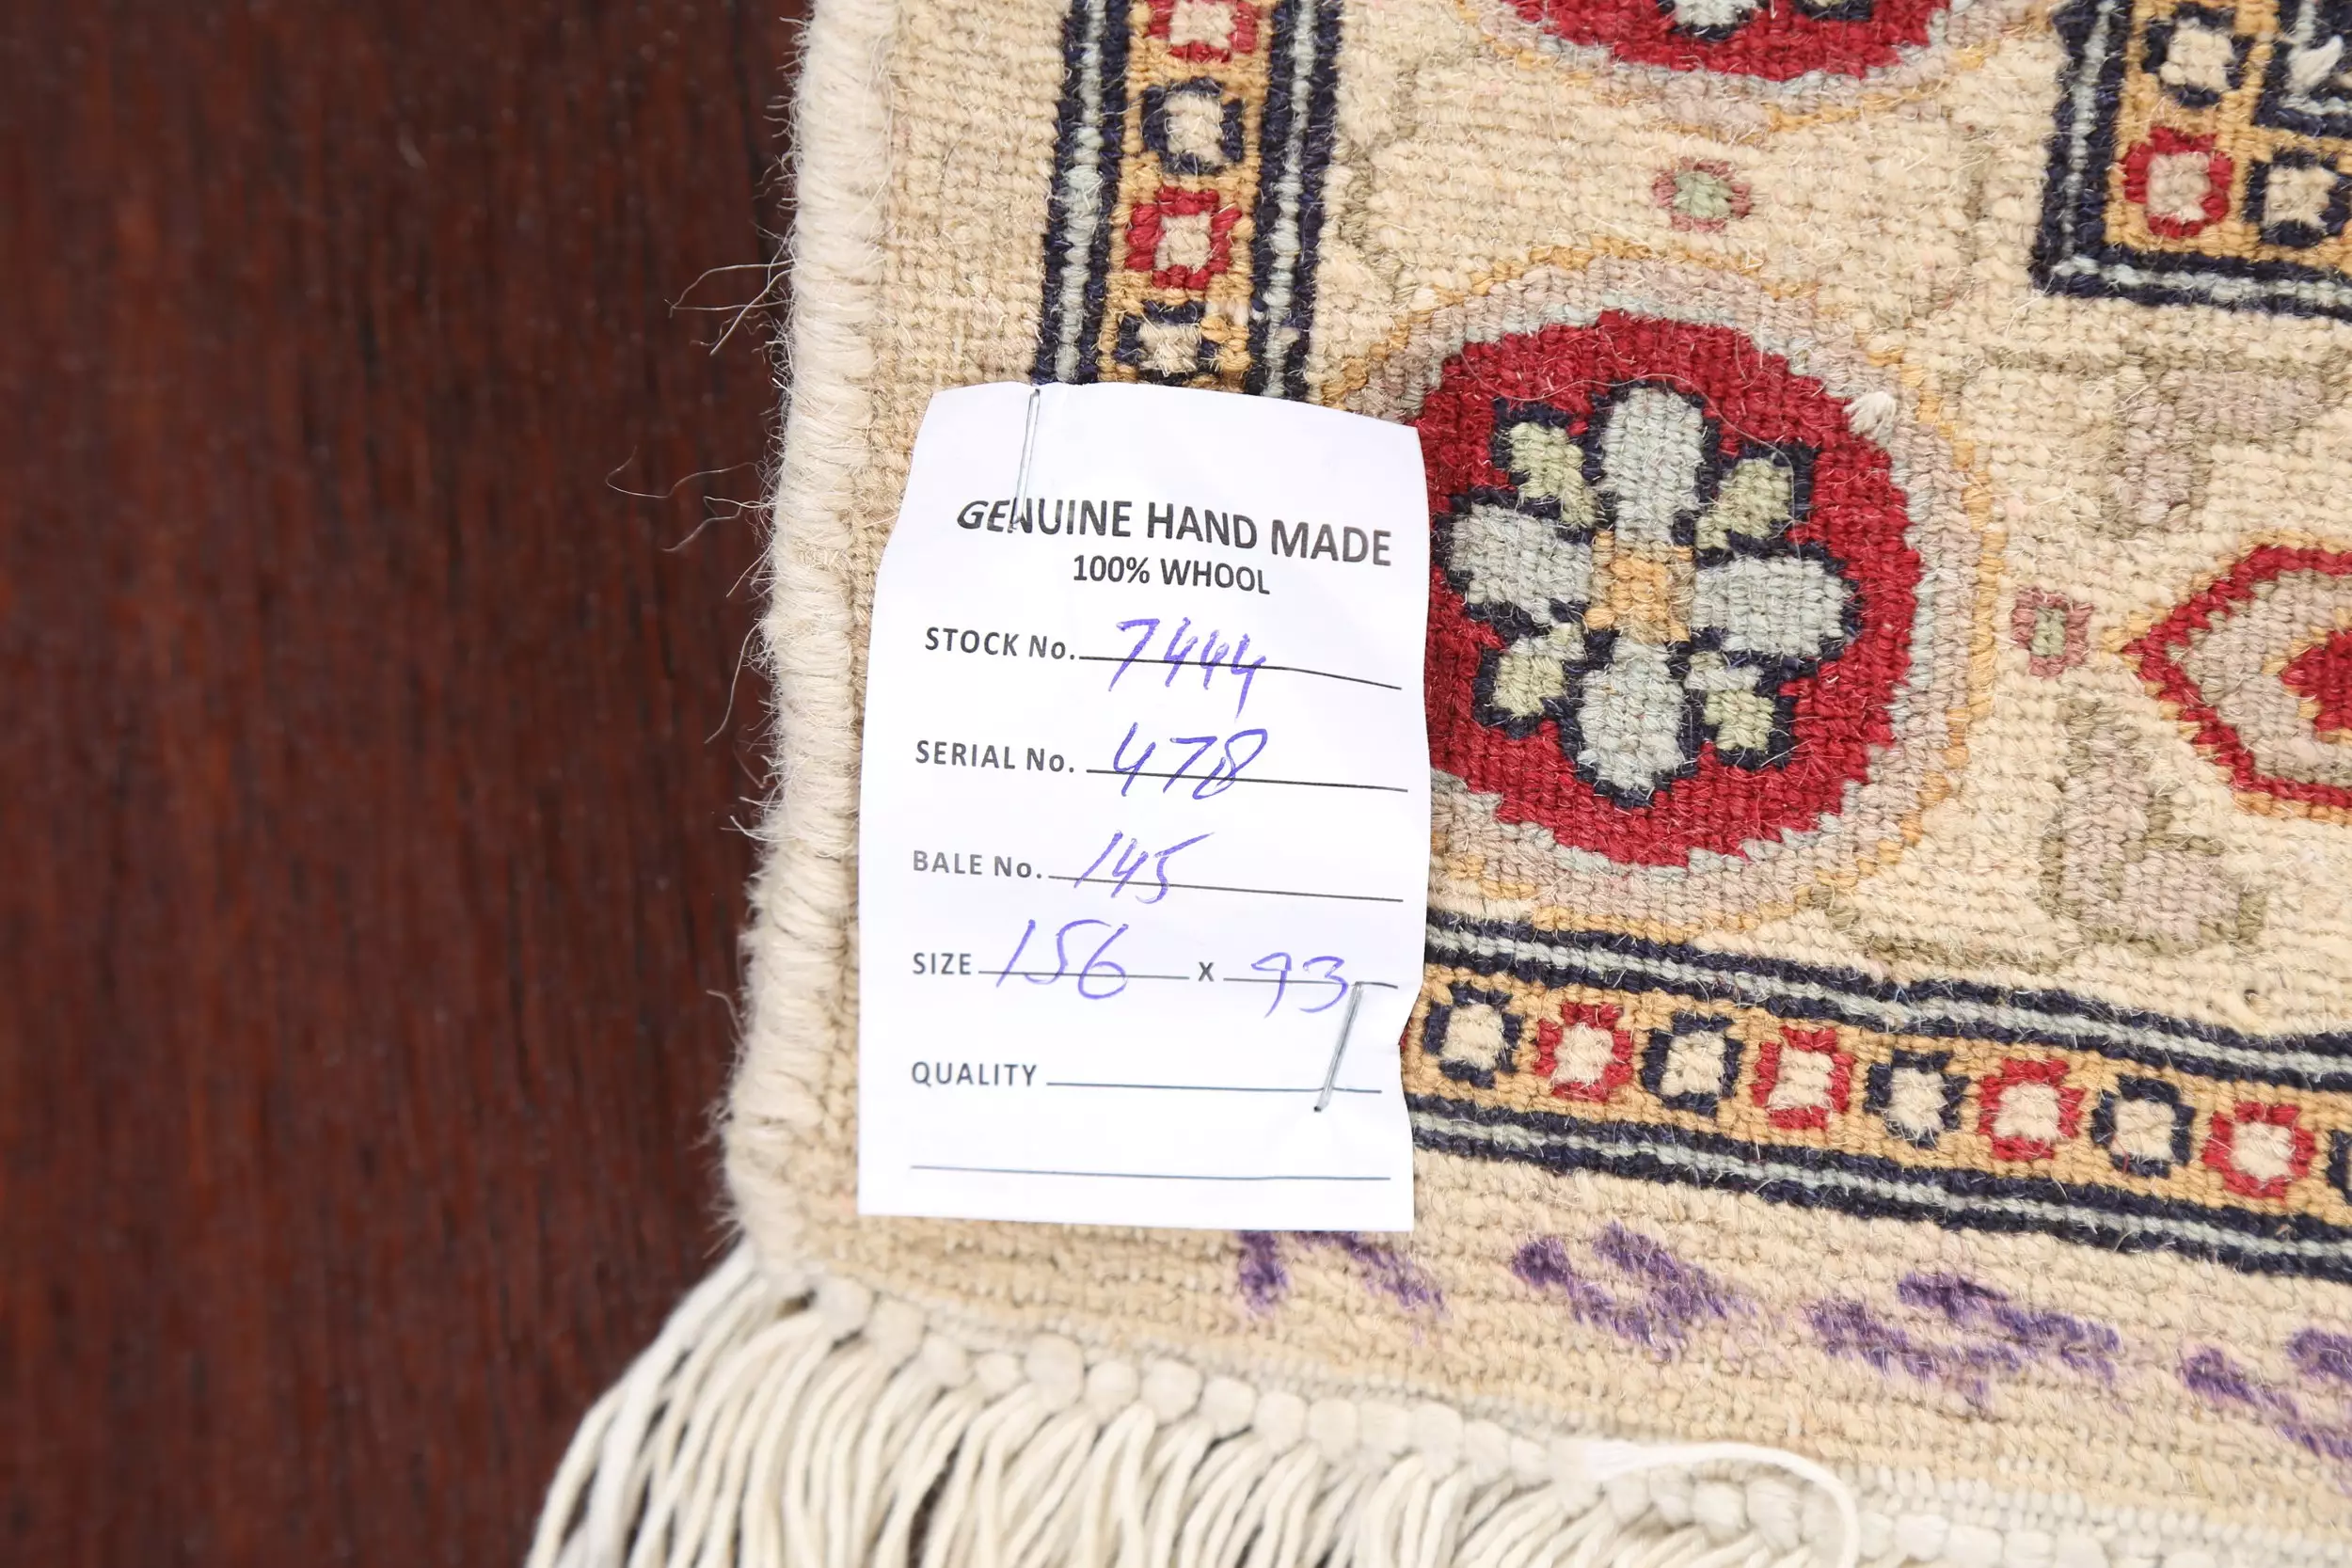 GENUINE HAND MADE
100% WHOOL
STOCK No. 7444
SERIAL No. 478
BALE No. 145
SIZE 156 x 93
QUALITY